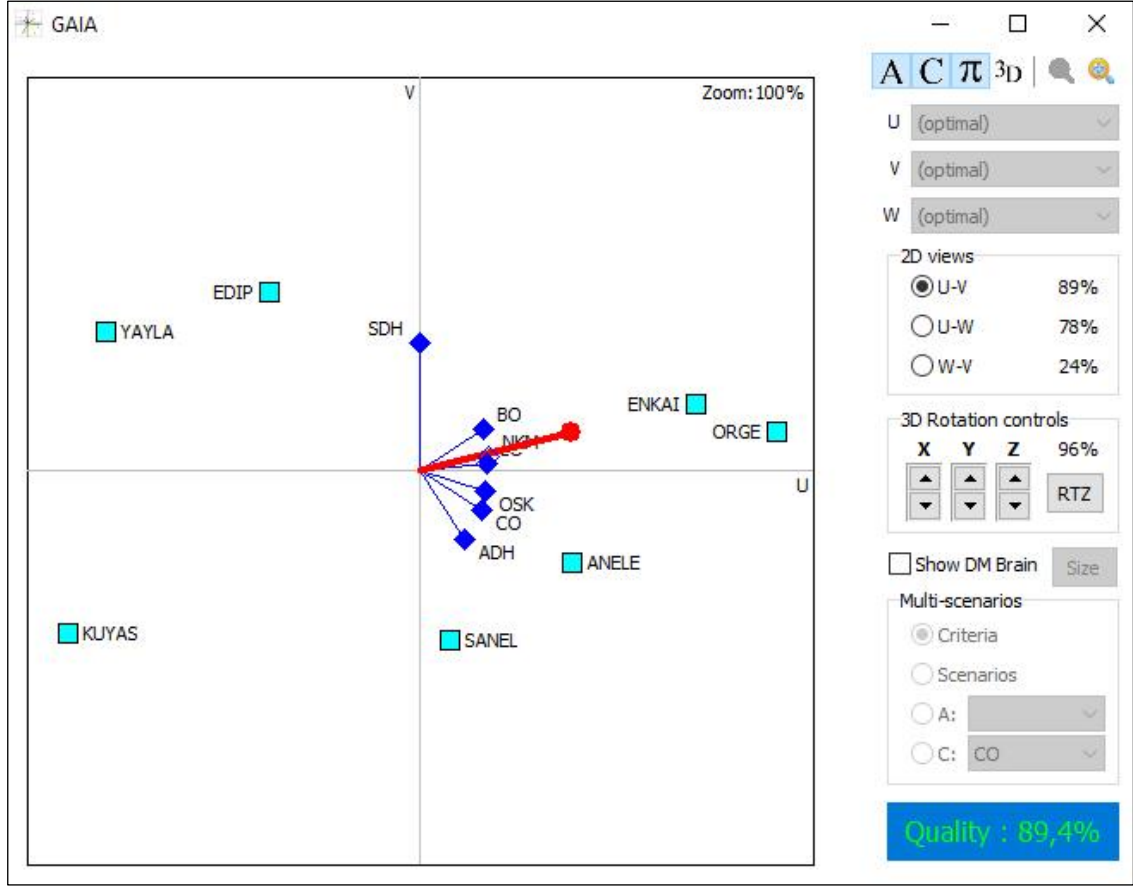 GAIA
A C π 3D
V
Zoom: 100%
U (optimal)
V (optimal)
W (optimal)
2D views
U-V 89%
U-W 78%
W-V 24%
EDIP
YAYLA
SDH
BO
NKM
ENKAI
ORGE
U
OSK
CO
ADH
ANELE
KUYAS
SANEL
3D Rotation controls
X Y Z 96%
RTZ
Show DM Brain Size
Multi-scenarios
Criteria
Scenarios
A:
C: CO
Quality : 89,4%